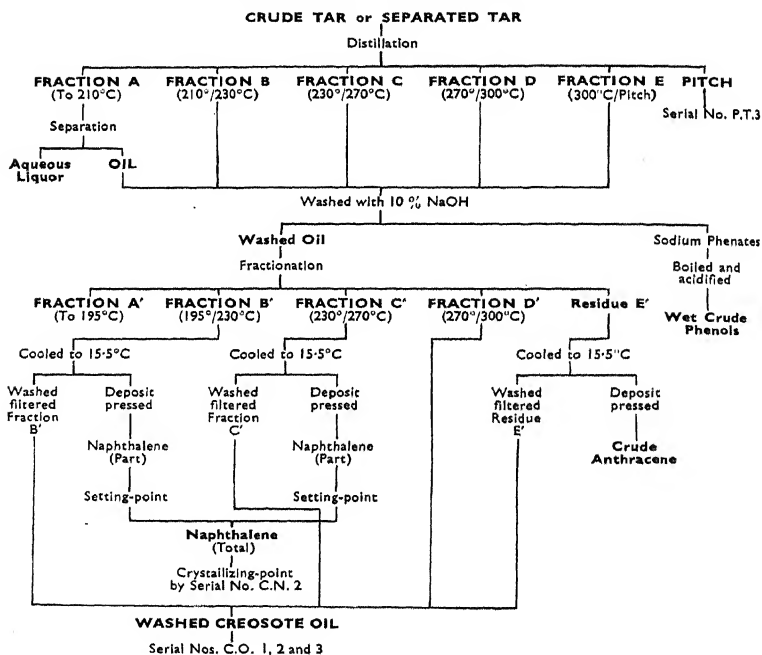 CRUDE TAR or SEPARATED TAR
Distillation
FRACTION A FRACTION B FRACTION C FRACTION D FRACTION E PITCH
(To 210°C) (210°/230°C) (230°/270°C) (270°/300°C) (300"C/Pitch)
Serial No. P.T.3
Separation
Aqueous OIL
Liquor
Washed with 10 % NaOH
Washed Oil Sodium Phenates
Fractionation Boiled and
acidified
FRACTION A' FRACTION B' FRACTION C' FRACTION D' Residue E' Wet Crude
(To 195°C) (195°/230°C) (230°/270°C) (270°/300°C) Phenols
Cooled to 15·5°C Cooled to 15·5°C Cooled to 15·5"C
Washed Deposit Washed Deposit Washed Deposit
filtered pressed filtered pressed filtered pressed
Fraction Fraction Residue
B' C' E'
Naphthalene Naphthalene Crude
(Part) (Part) Anthracene
Setting-point Setting-point
Naphthalene
(Total)
Crystallizing-point
by Serial No. C.N. 2
WASHED CREOSOTE OIL
Serial Nos. C.O. 1, 2 and 3